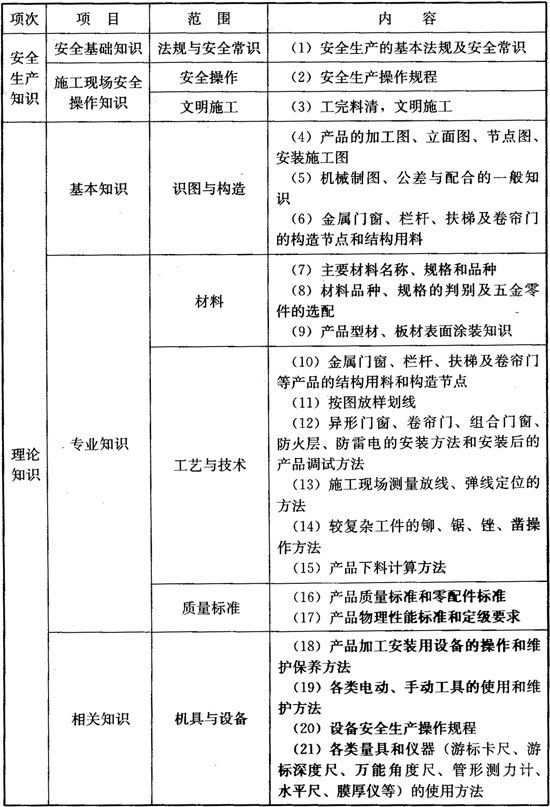 项次
项目
范围
内容
安全
生产
知识
安全基础知识
法规与安全常识
（1）安全生产的基本法规及安全常识
施工现场安全
操作知识
安全操作
（2）安全生产操作规程
文明施工
（3）工完料清，文明施工
理论
知识
基本知识
识图与构造
（4）产品的加工图、立面图、节点图、
安装施工图
（5）机械制图、公差与配合的一般知
识
（6）金属门窗、栏杆、扶梯及卷帘门
的构造节点和结构用料
专业知识
材料
（7）主要材料名称、规格和品种
（8）材料品种、规格的判别及五金零
件的选配
（9）产品型材、板材表面涂装知识
工艺与技术
（10）金属门窗、栏杆、扶梯及卷帘门
等产品的结构用料和构造节点
（11）按图放样划线
（12）异形门窗、卷帘门、组合门窗、
防火层、防雷电的安装方法和安装后的
产品调试方法
（13）施工现场测量放线、弹线定位的
方法
（14）较复杂工件的铆、锯、锉、凿操
作方法
（15）产品下料计算方法
质量标准
（16）产品质量标准和零配件标准
（17）产品物理性能标准和定级要求
相关知识
机具与设备
（18）产品加工安装用设备的操作和维
护保养方法
（19）各类电动、手动工具的使用和维
护方法
（20）设备安全生产操作规程
（21）各类量具和仪器（游标卡尺、游
标深度尺、万能角度尺、管形测力计、
水平尺、膜厚仪等）的使用方法